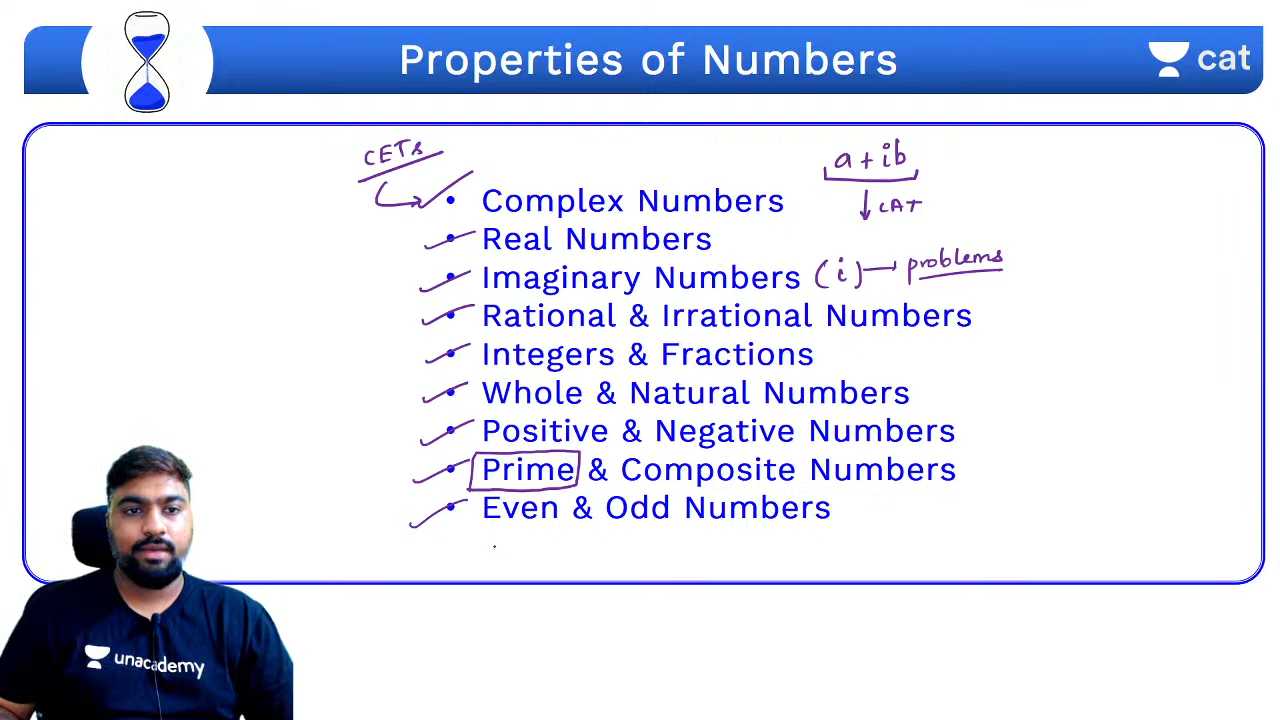 Properties of Numbers
cat
CETs
a + ib
• Complex Numbers
↓ CAT
• Real Numbers
• Imaginary Numbers (i) → problems
• Rational & Irrational Numbers
• Integers & Fractions
• Whole & Natural Numbers
• Positive & Negative Numbers
• Prime & Composite Numbers
• Even & Odd Numbers
unacademy